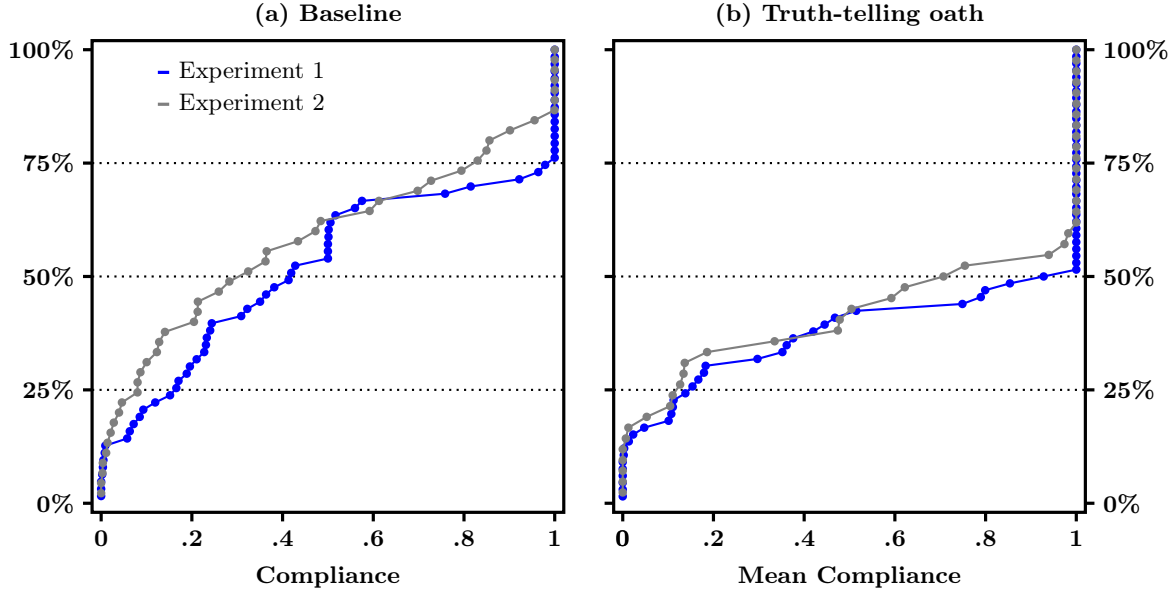 (a) Baseline
(b) Truth-telling oath
100%
75%
50%
25%
0%
Experiment 1
Experiment 2
100%
75%
50%
25%
0%
0 .2 .4 .6 .8 1
0 .2 .4 .6 .8 1
Compliance
Mean Compliance